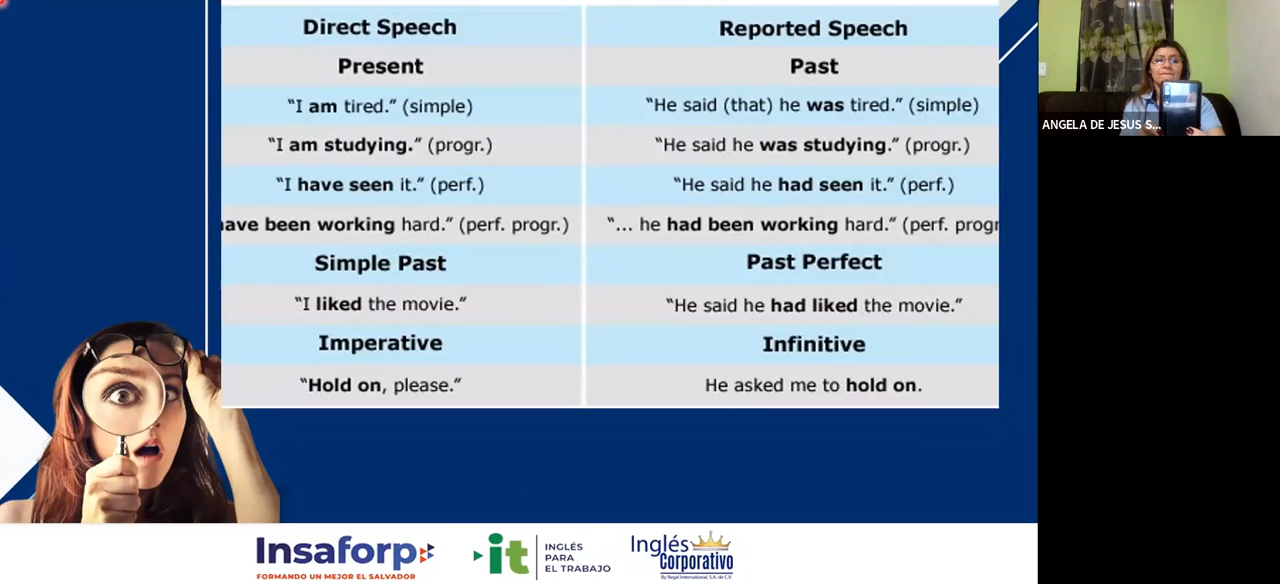 Direct Speech
Reported Speech
Present
Past
“I am tired.” (simple)
“He said (that) he was tired.” (simple)
“I am studying.” (progr.)
“He said he was studying.” (progr.)
“I have seen it.” (perf.)
“He said he had seen it.” (perf.)
ave been working hard.” (perf. progr.)
“... he had been working hard.” (perf. progr
Simple Past
Past Perfect
“I liked the movie.”
“He said he had liked the movie.”
Imperative
Infinitive
“Hold on, please.”
He asked me to hold on.
ANGELA DE JESUS S...
Insaforp
FORMANDO UN MEJOR EL SALVADOR
it
INGLÉS
PARA
EL TRABAJO
Inglés
Corporativo
By Regal International, S.A. de C.V.